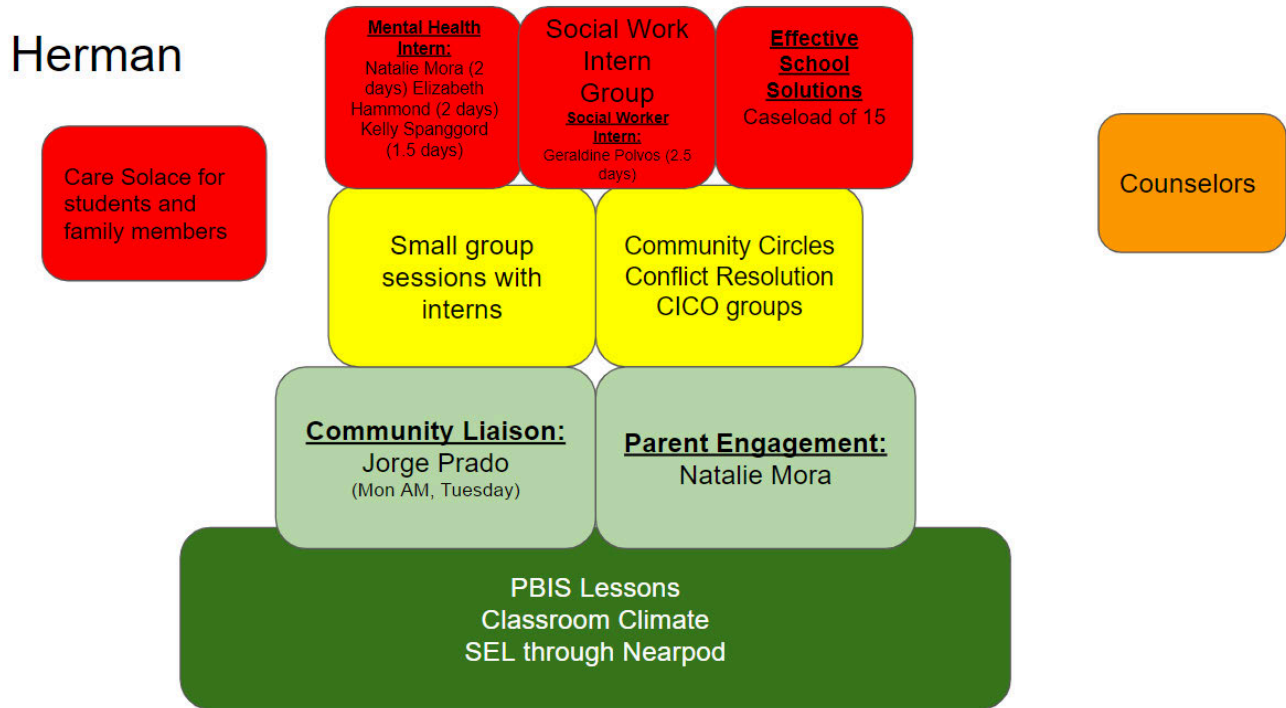 Herman
Mental Health
Intern:
Natalie Mora (2
days) Elizabeth
Hammond (2 days)
Kelly Spanggord
(1.5 days)
Social Work
Intern
Group
Social Worker
Intern:
Geraldine Polvos (2.5
days)
Effective
School
Solutions
Caseload of 15
Care Solace for
students and
family members
Counselors
Small group
sessions with
interns
Community Circles
Conflict Resolution
CICO groups
Community Liaison:
Jorge Prado
(Mon AM, Tuesday)
Parent Engagement:
Natalie Mora
PBIS Lessons
Classroom Climate
SEL through Nearpod